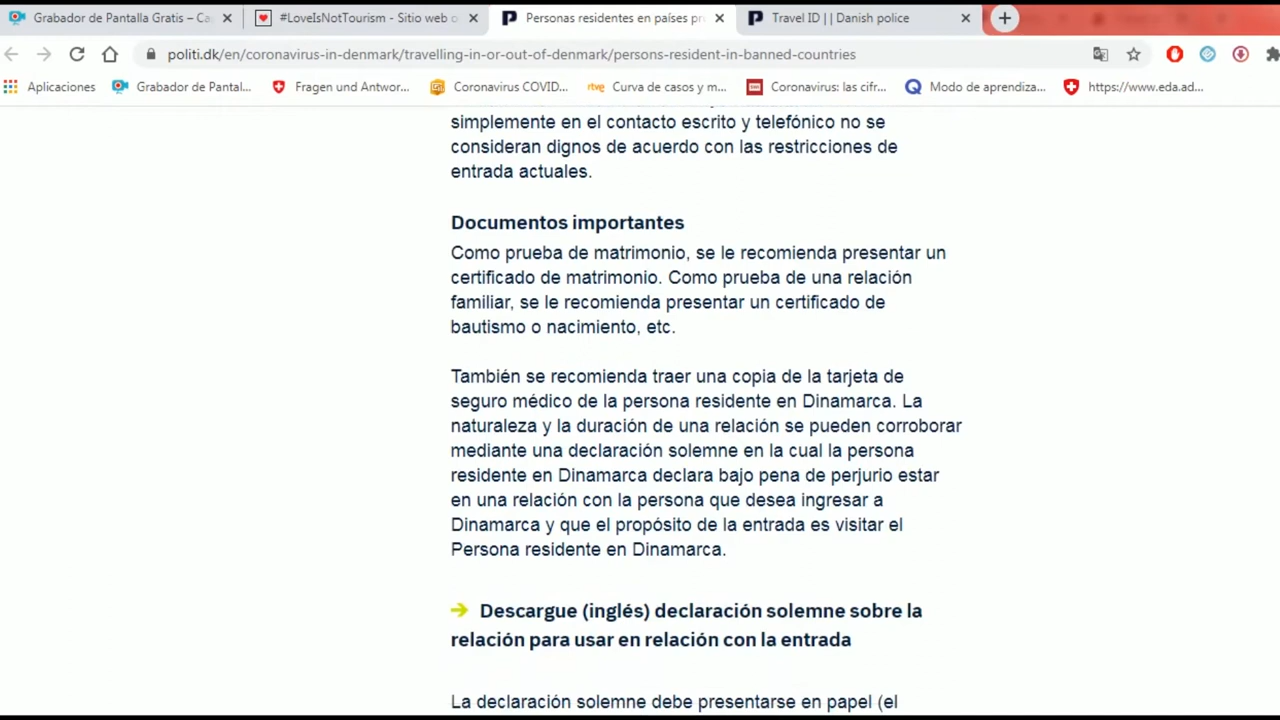 Grabador de Pantalla Gratis – Ca
#LoveIsNotTourism - Sitio web o
Personas residentes en países pr
Travel ID | | Danish police
politi.dk/en/coronavirus-in-denmark/travelling-in-or-out-of-denmark/persons-resident-in-banned-countries
Aplicaciones
Grabador de Pantal...
Fragen und Antwor...
Coronavirus COVID...
rtve
Curva de casos y m...
Coronavirus: las cifr...
Modo de aprendiza...
https://www.eda.ad...
simplemente en el contacto escrito y telefónico no se
consideran dignos de acuerdo con las restricciones de
entrada actuales.
Documentos importantes
Como prueba de matrimonio, se le recomienda presentar un
certificado de matrimonio. Como prueba de una relación
familiar, se le recomienda presentar un certificado de
bautismo o nacimiento, etc.
También se recomienda traer una copia de la tarjeta de
seguro médico de la persona residente en Dinamarca. La
naturaleza y la duración de una relación se pueden corroborar
mediante una declaración solemne en la cual la persona
residente en Dinamarca declara bajo pena de perjurio estar
en una relación con la persona que desea ingresar a
Dinamarca y que el propósito de la entrada es visitar el
Persona residente en Dinamarca.
Descargue (inglés) declaración solemne sobre la
relación para usar en relación con la entrada
La declaración solemne debe presentarse en papel (el